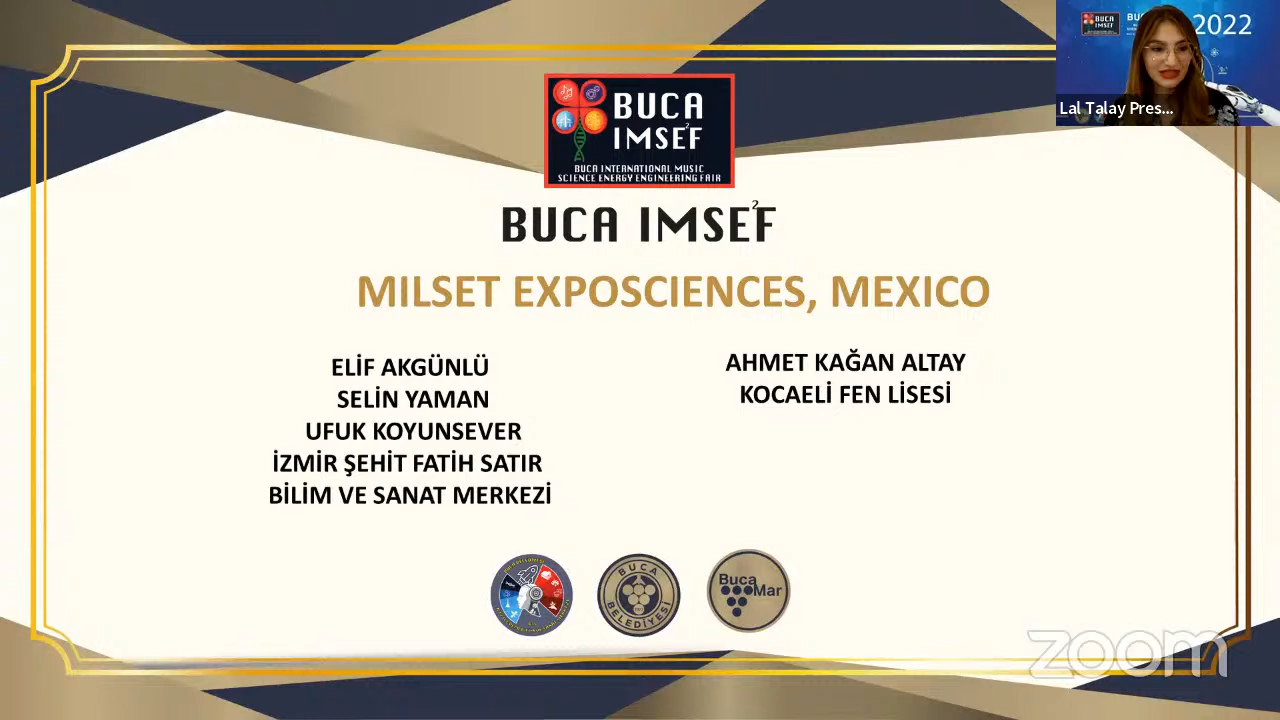 BUCA
IMSEF
2
BUCA INTERNATIONAL MUSIC
SCIENCE ENERGY ENGINEERING FAIR
BUCA IMSEF
2
MILSET EXPOSCIENCES, MEXICO
ELİF AKGÜNLÜ
SELİN YAMAN
UFUK KOYUNSEVER
İZMİR ŞEHİT FATİH SATIR
BİLİM VE SANAT MERKEZİ
AHMET KAĞAN ALTAY
KOCAELİ FEN LİSESİ
BUCA
BELEDİYESİ
Buca
Mar
2022
Lal Talay Pres...
zoom